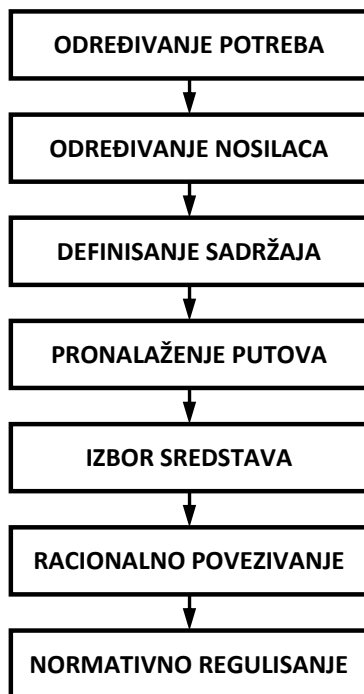 ODREĐIVANJE POTREBA
ODREĐIVANJE NOSILACA
DEFINISANJE SADRŽAJA
PRONALAŽENJE PUTOVA
IZBOR SREDSTAVA
RACIONALNO POVEZIVANJE
NORMATIVNO REGULISANJE